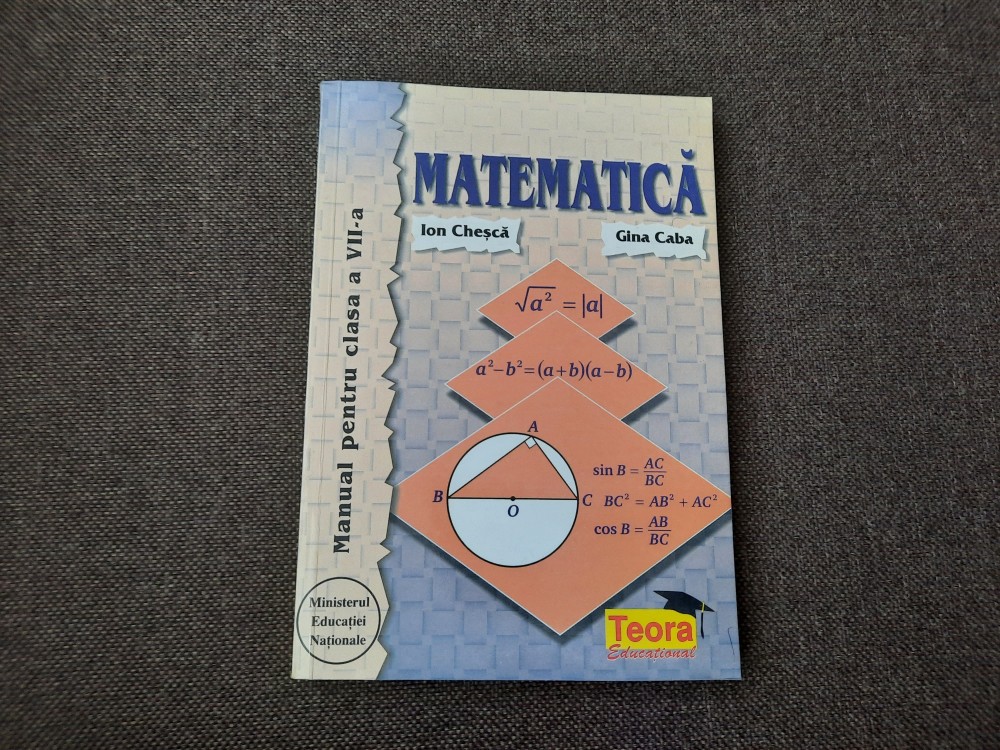 MATEMATICĂ
Ion Cheșcă
Gina Caba
Manual pentru clasa a VII-a
√a² = |a|
a²−b²=(a+b)(a−b)
A
B
C
O
sin B = AC/BC
BC² = AB² + AC²
cos B = AB/BC
Ministerul
Educației
Naționale
Teora
Educațional